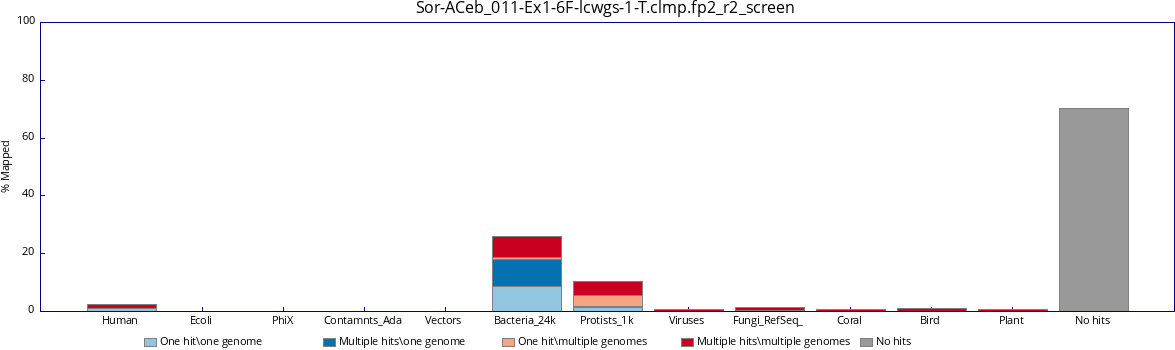 Sor-ACeb_011-Ex1-6F-lcwgs-1-T.clmp.fp2_r2_screen
100
80
60
40
20
0
% Mapped
Human Ecoli PhiX Contamnts_Ada Vectors Bacteria_24k Protists_1k Viruses Fungi_RefSeq_ Coral Bird Plant No hits
One hit\one genome Multiple hits\one genome One hit\multiple genomes Multiple hits\multiple genomes No hits